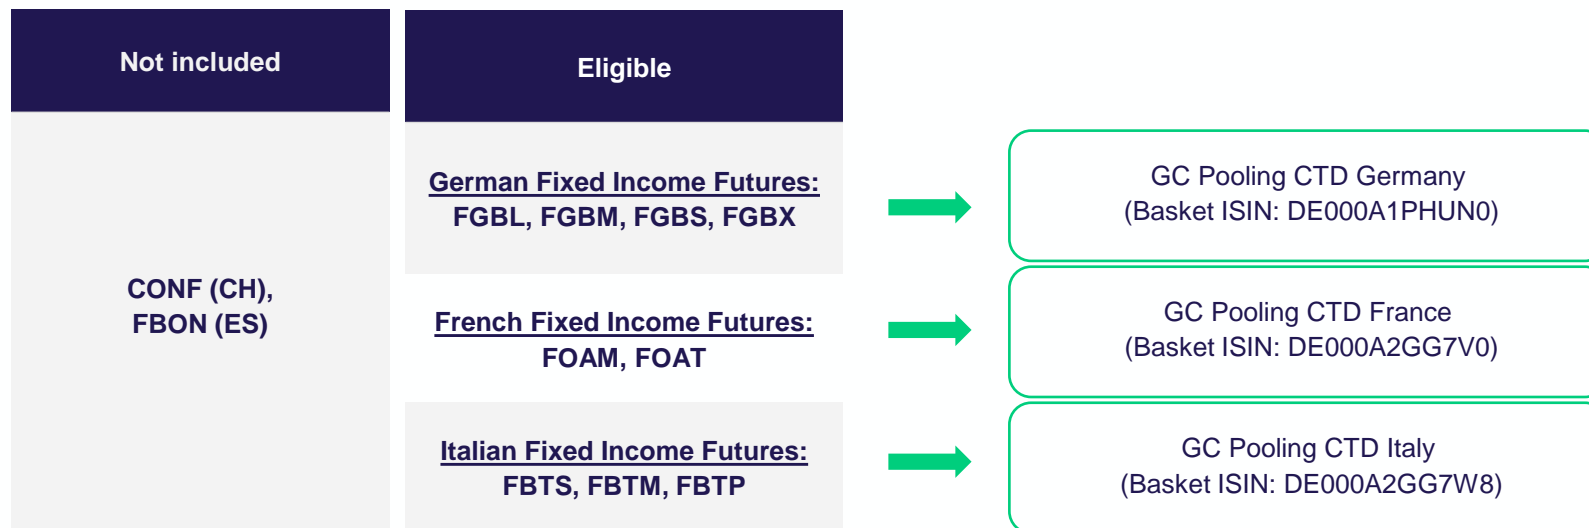 Not included
Eligible
CONF (CH),
FBON (ES)
German Fixed Income Futures:
FGBL, FGBM, FGBS, FGBX
GC Pooling CTD Germany
(Basket ISIN: DE000A1PHUN0)
French Fixed Income Futures:
FOAM, FOAT
GC Pooling CTD France
(Basket ISIN: DE000A2GG7V0)
Italian Fixed Income Futures:
FBTS, FBTM, FBTP
GC Pooling CTD Italy
(Basket ISIN: DE000A2GG7W8)